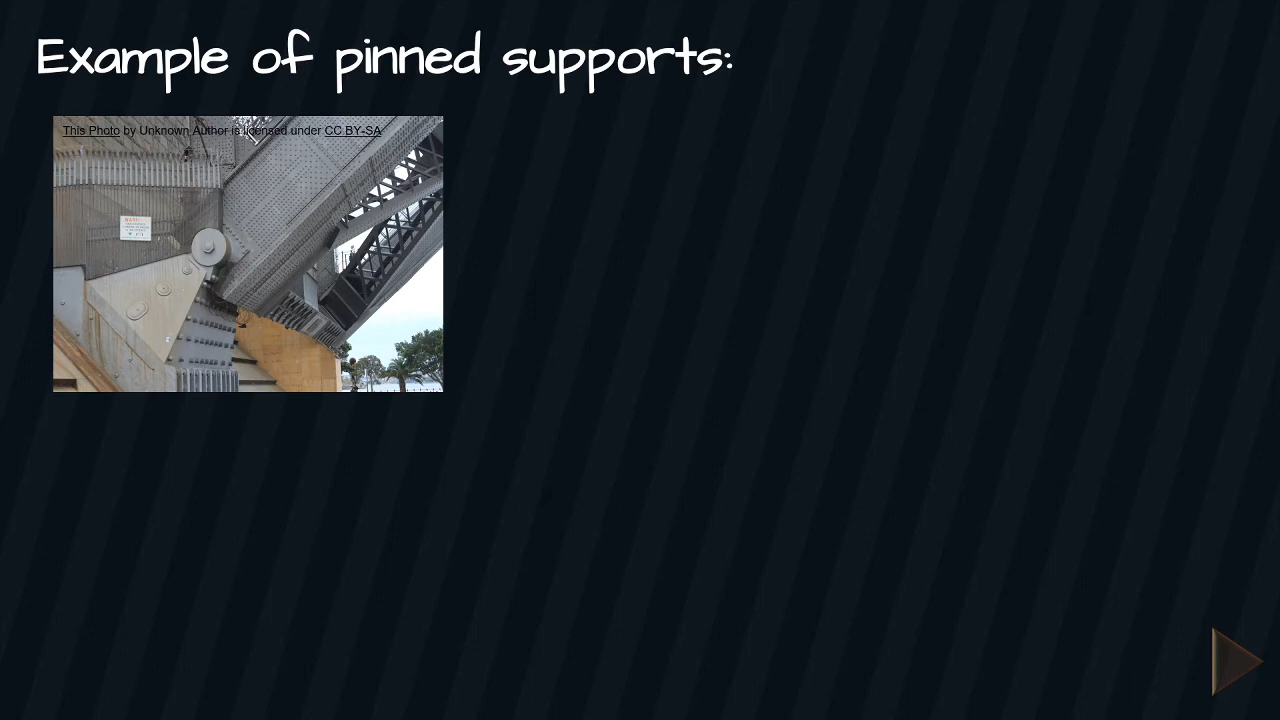 Example of pinned supports:
This Photo by Unknown Author is licensed under CC BY-SA